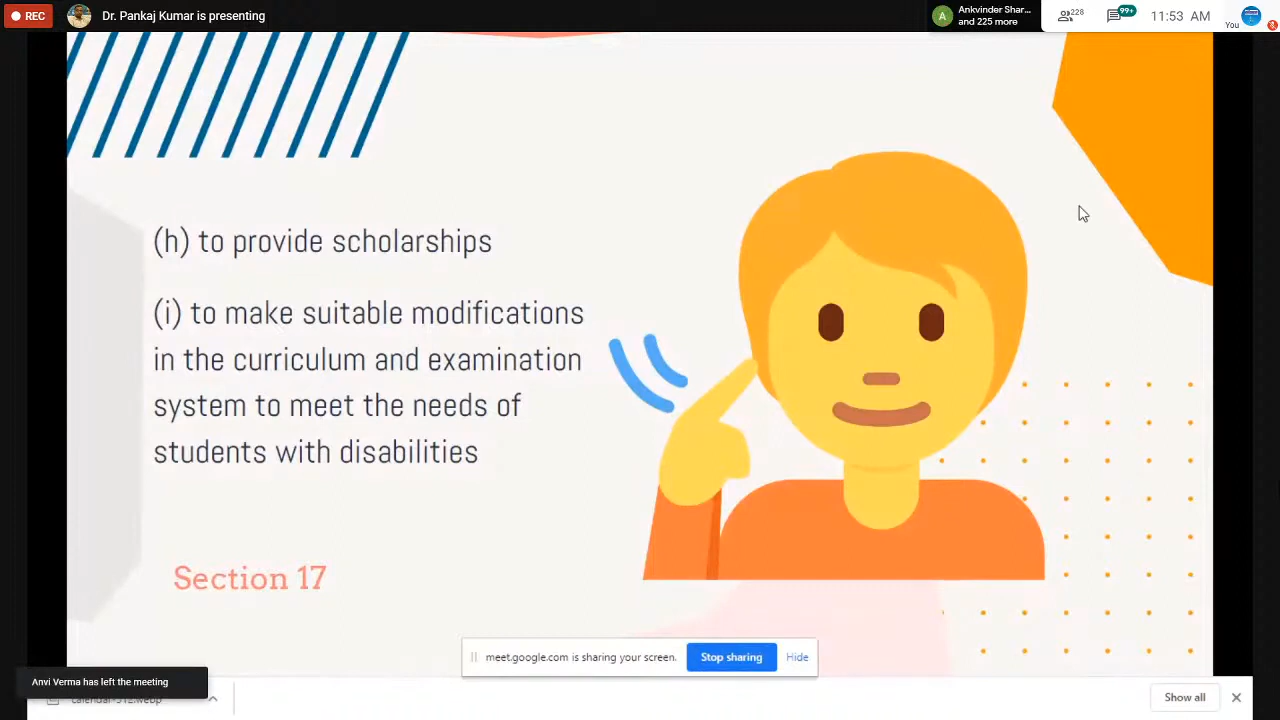 REC
Dr. Pankaj Kumar is presenting
A
Ankvinder Shar...
and 225 more
228
99+
11:53 AM
You
(h) to provide scholarships
(i) to make suitable modifications
in the curriculum and examination
system to meet the needs of
students with disabilities
Section 17
meet.google.com is sharing your screen.
Stop sharing
Hide
Anvi Verma has left the meeting
calendar-512.webp
Show all